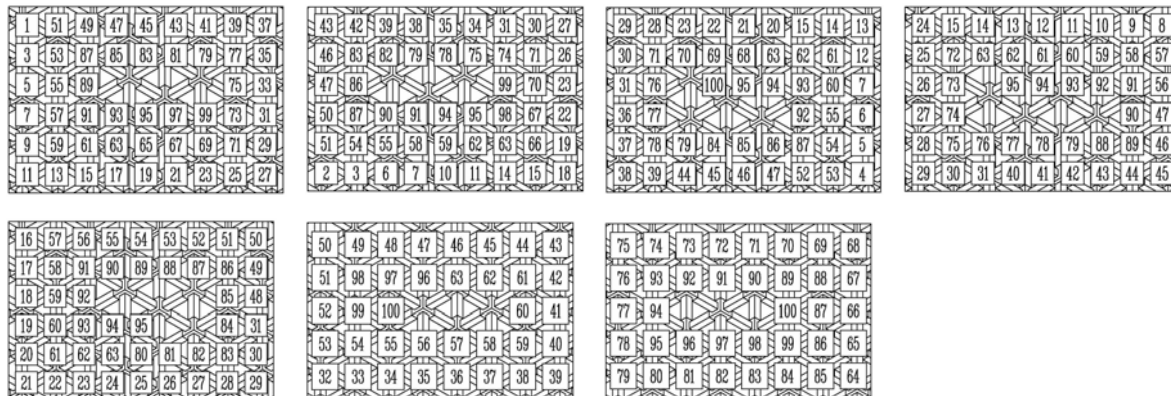 1 51 49 47 45 43 41 39 37
3 53 87 85 83 81 79 77 35
5 55 89 75 33
7 57 91 93 95 97 99 73 31
9 59 61 63 65 67 69 71 29
11 13 15 17 19 21 23 25 27
43 42 39 38 35 34 31 30 27
46 83 82 79 78 75 74 71 26
47 86 99 70 23
50 87 90 91 94 95 98 67 22
51 54 55 58 59 62 63 66 19
2 3 6 7 10 11 14 15 18
29 28 23 22 21 20 15 14 13
30 71 70 69 68 63 62 61 12
31 76 100 95 94 93 60 7
36 77 92 55 6
37 78 79 84 85 86 87 54 5
38 39 44 45 46 47 52 53 4
24 15 14 13 12 11 10 9 8
25 72 63 62 61 60 59 58 57
26 73 95 94 93 92 91 56
27 74 90 47
28 75 76 77 78 79 88 89 46
29 30 31 40 41 42 43 44 45
16 57 56 55 54 53 52 51 50
17 58 91 90 89 88 87 86 49
18 59 92 85 48
19 60 93 94 95 84 31
20 61 62 63 80 81 82 83 30
21 22 23 24 25 26 27 28 29
50 49 48 47 46 45 44 43
51 98 97 96 63 62 61 42
52 99 100 60 41
53 54 55 56 57 58 59 40
32 33 34 35 36 37 38 39
75 74 73 72 71 70 69 68
76 93 92 91 90 89 88 67
77 94 100 87 66
78 95 96 97 98 99 86 65
79 80 81 82 83 84 85 64